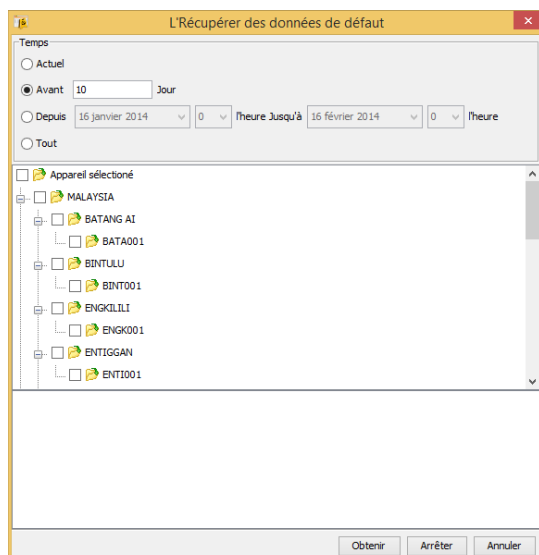 L'Récupérer des données de défaut
Temps
Actuel
Avant 10 Jour
Depuis 16 janvier 2014 0 l'heure Jusqu'à 16 février 2014 0 l'heure
Tout
Appareil sélectioné
MALAYSIA
BATANG AI
BATA001
BINTULU
BINT001
ENGKILILI
ENGK001
ENTIGGAN
ENTI001
Obtenir Arrêter Annuler